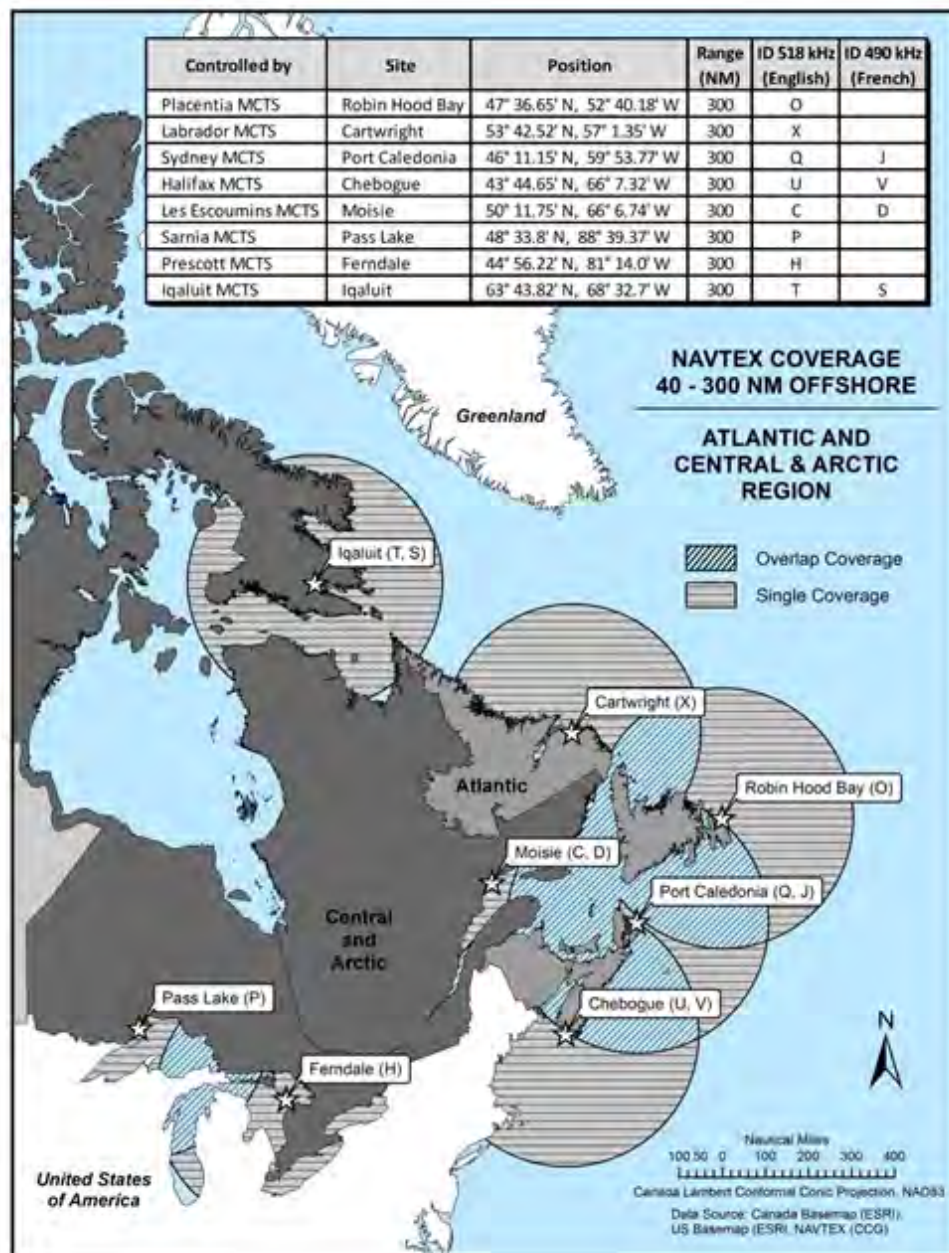 Controlled by Site Position Range (NM) ID 518 kHz (English) ID 490 kHz (French)
Placentia MCTS Robin Hood Bay 47° 36.65' N, 52° 40.18' W 300 O
Labrador MCTS Cartwright 53° 42.52' N, 57° 1.35' W 300 X
Sydney MCTS Port Caledonia 46° 11.15' N, 59° 53.77' W 300 Q J
Halifax MCTS Chebogue 43° 44.65' N, 66° 7.32' W 300 U V
Les Escoumins MCTS Moisie 50° 11.75' N, 66° 6.74' W 300 C D
Sarnia MCTS Pass Lake 48° 33.8' N, 88° 39.37' W 300 P
Prescott MCTS Ferndale 44° 56.22' N, 81° 14.0' W 300 H
Iqaluit MCTS Iqaluit 63° 43.82' N, 68° 32.7' W 300 T S
NAVTEX COVERAGE
40 - 300 NM OFFSHORE
ATLANTIC AND
CENTRAL & ARCTIC
REGION
Greenland
Overlap Coverage
Single Coverage
Iqaluit (T, S)
Cartwright (X)
Atlantic
Robin Hood Bay (O)
Moisie (C, D)
Port Caledonia (Q, J)
Central
and
Arctic
Pass Lake (P)
Chebogue (U, V)
N
Ferndale (H)
United States
of America
Nautical Miles
100 50 0 100 200 300 400
Canada Lambert Conformal Conic Projection, NAD83
Data Source: Canada Basemap (ESRI),
US Basemap (ESRI, NAVTEX (CCG)